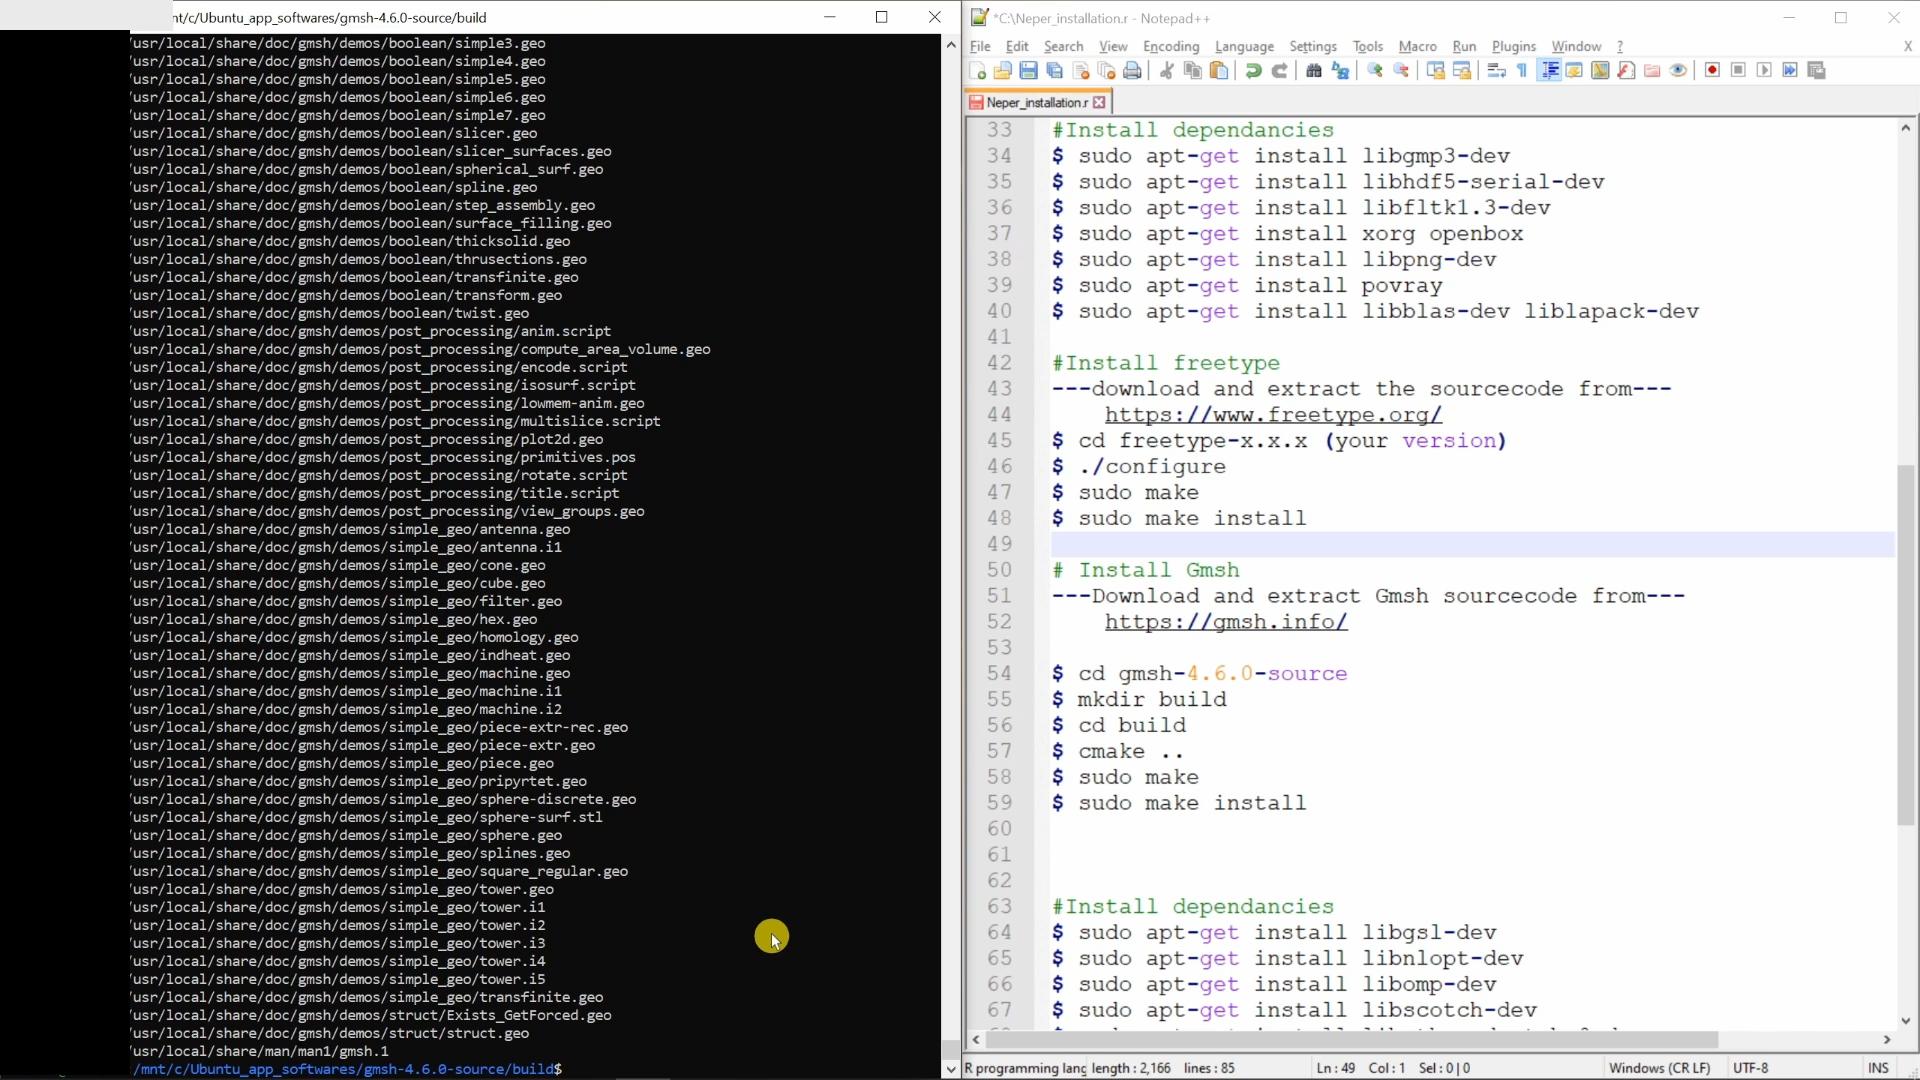 nt/c/Ubuntu_app_softwares/gmsh-4.6.0-source/build
/usr/local/share/doc/gmsh/demos/boolean/simple3.geo
/usr/local/share/doc/gmsh/demos/boolean/simple4.geo
/usr/local/share/doc/gmsh/demos/boolean/simple5.geo
/usr/local/share/doc/gmsh/demos/boolean/simple6.geo
/usr/local/share/doc/gmsh/demos/boolean/simple7.geo
/usr/local/share/doc/gmsh/demos/boolean/slicer.geo
/usr/local/share/doc/gmsh/demos/boolean/slicer_surfaces.geo
/usr/local/share/doc/gmsh/demos/boolean/spherical_surf.geo
/usr/local/share/doc/gmsh/demos/boolean/spline.geo
/usr/local/share/doc/gmsh/demos/boolean/step_assembly.geo
/usr/local/share/doc/gmsh/demos/boolean/surface_filling.geo
/usr/local/share/doc/gmsh/demos/boolean/thicksolid.geo
/usr/local/share/doc/gmsh/demos/boolean/thrusections.geo
/usr/local/share/doc/gmsh/demos/boolean/transfinite.geo
/usr/local/share/doc/gmsh/demos/boolean/transform.geo
/usr/local/share/doc/gmsh/demos/boolean/twist.geo
/usr/local/share/doc/gmsh/demos/post_processing/anim.script
/usr/local/share/doc/gmsh/demos/post_processing/compute_area_volume.geo
/usr/local/share/doc/gmsh/demos/post_processing/encode.script
/usr/local/share/doc/gmsh/demos/post_processing/isosurf.script
/usr/local/share/doc/gmsh/demos/post_processing/lowmem-anim.geo
/usr/local/share/doc/gmsh/demos/post_processing/multislice.script
/usr/local/share/doc/gmsh/demos/post_processing/plot2d.geo
/usr/local/share/doc/gmsh/demos/post_processing/primitives.pos
/usr/local/share/doc/gmsh/demos/post_processing/rotate.script
/usr/local/share/doc/gmsh/demos/post_processing/title.script
/usr/local/share/doc/gmsh/demos/post_processing/view_groups.geo
/usr/local/share/doc/gmsh/demos/simple_geo/antenna.geo
/usr/local/share/doc/gmsh/demos/simple_geo/antenna.i1
/usr/local/share/doc/gmsh/demos/simple_geo/cone.geo
/usr/local/share/doc/gmsh/demos/simple_geo/cube.geo
/usr/local/share/doc/gmsh/demos/simple_geo/filter.geo
/usr/local/share/doc/gmsh/demos/simple_geo/hex.geo
/usr/local/share/doc/gmsh/demos/simple_geo/homology.geo
/usr/local/share/doc/gmsh/demos/simple_geo/indheat.geo
/usr/local/share/doc/gmsh/demos/simple_geo/machine.geo
/usr/local/share/doc/gmsh/demos/simple_geo/machine.i1
/usr/local/share/doc/gmsh/demos/simple_geo/machine.i2
/usr/local/share/doc/gmsh/demos/simple_geo/piece-extr-rec.geo
/usr/local/share/doc/gmsh/demos/simple_geo/piece-extr.geo
/usr/local/share/doc/gmsh/demos/simple_geo/piece.geo
/usr/local/share/doc/gmsh/demos/simple_geo/pripyrtet.geo
/usr/local/share/doc/gmsh/demos/simple_geo/sphere-discrete.geo
/usr/local/share/doc/gmsh/demos/simple_geo/sphere-surf.stl
/usr/local/share/doc/gmsh/demos/simple_geo/sphere.geo
/usr/local/share/doc/gmsh/demos/simple_geo/splines.geo
/usr/local/share/doc/gmsh/demos/simple_geo/square_regular.geo
/usr/local/share/doc/gmsh/demos/simple_geo/tower.geo
/usr/local/share/doc/gmsh/demos/simple_geo/tower.i1
/usr/local/share/doc/gmsh/demos/simple_geo/tower.i2
/usr/local/share/doc/gmsh/demos/simple_geo/tower.i3
/usr/local/share/doc/gmsh/demos/simple_geo/tower.i4
/usr/local/share/doc/gmsh/demos/simple_geo/tower.i5
/usr/local/share/doc/gmsh/demos/simple_geo/transfinite.geo
/usr/local/share/doc/gmsh/demos/struct/Exists_GetForced.geo
/usr/local/share/doc/gmsh/demos/struct/struct.geo
/usr/local/share/man/man1/gmsh.1
/mnt/c/Ubuntu_app_softwares/gmsh-4.6.0-source/build$
*C:\Neper_installation.r - Notepad++
File Edit Search View Encoding Language Settings Tools Macro Run Plugins Window ? X
Neper_installation.r
33 #Install dependancies
34 $ sudo apt-get install libgmp3-dev
35 $ sudo apt-get install libhdf5-serial-dev
36 $ sudo apt-get install libfltk1.3-dev
37 $ sudo apt-get install xorg openbox
38 $ sudo apt-get install libpng-dev
39 $ sudo apt-get install povray
40 $ sudo apt-get install libblas-dev liblapack-dev
41
42 #Install freetype
43 ---download and extract the sourcecode from---
44 https://www.freetype.org/
45 $ cd freetype-x.x.x (your version)
46 $ ./configure
47 $ sudo make
48 $ sudo make install
49
50 # Install Gmsh
51 ---Download and extract Gmsh sourcecode from---
52 https://gmsh.info/
53
54 $ cd gmsh-4.6.0-source
55 $ mkdir build
56 $ cd build
57 $ cmake ..
58 $ sudo make
59 $ sudo make install
60
61
62
63 #Install dependancies
64 $ sudo apt-get install libgsl-dev
65 $ sudo apt-get install libnlopt-dev
66 $ sudo apt-get install libomp-dev
67 $ sudo apt-get install libscotch-dev
R programming lang length : 2,166 lines : 85 Ln : 49 Col : 1 Sel : 0 | 0 Windows (CR LF) UTF-8 INS